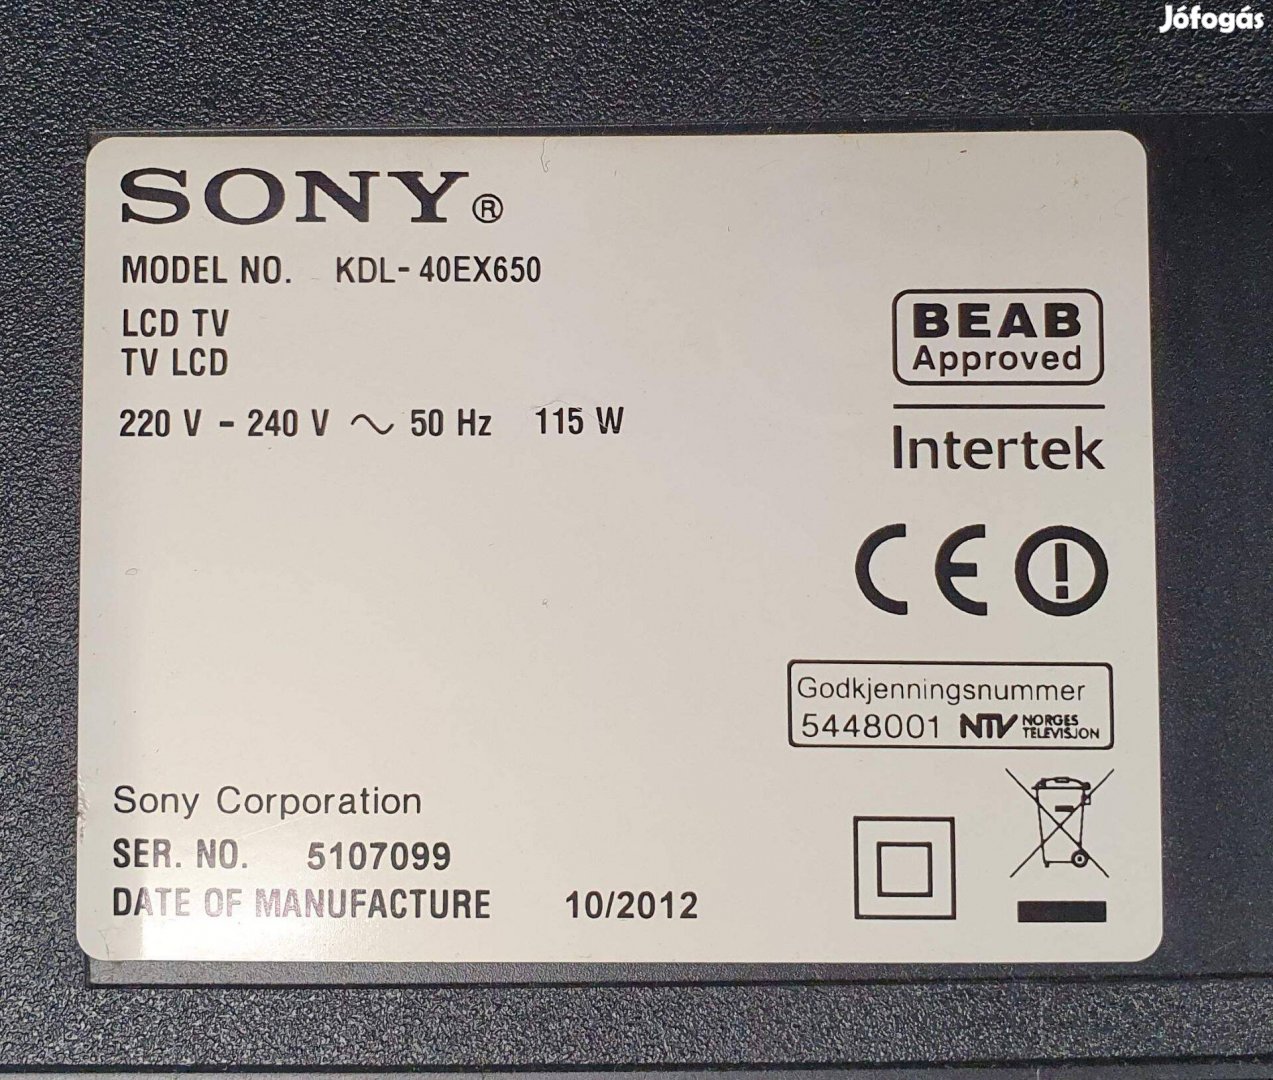 Jófogás
SONY®
MODEL NO. KDL-40EX650
LCD TV
TV LCD
220 V - 240 V ~ 50 Hz 115 W
BEAB
Approved
Intertek
CE
Godkjenningsnummer
5448001 NTV NORGES TELEVISJON
Sony Corporation
SER. NO. 5107099
DATE OF MANUFACTURE 10/2012